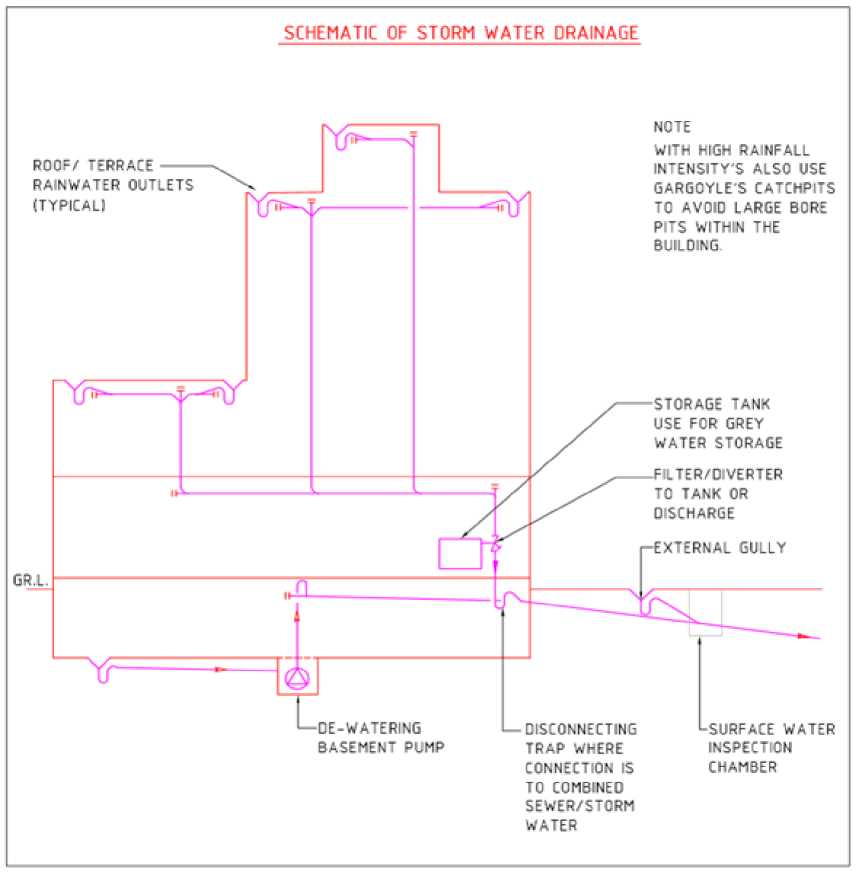 SCHEMATIC OF STORM WATER DRAINAGE
NOTE
WITH HIGH RAINFALL
INTENSITY'S ALSO USE
GARGOYLE'S CATCHPITS
TO AVOID LARGE BORE
PITS WITHIN THE
BUILDING.
ROOF/ TERRACE
RAINWATER OUTLETS
(TYPICAL)
STORAGE TANK
USE FOR GREY
WATER STORAGE
FILTER/DIVERTER
TO TANK OR
DISCHARGE
EXTERNAL GULLY
GR.L.
DE-WATERING
BASEMENT PUMP
DISCONNECTING
TRAP WHERE
CONNECTION IS
TO COMBINED
SEWER/STORM
WATER
SURFACE WATER
INSPECTION
CHAMBER